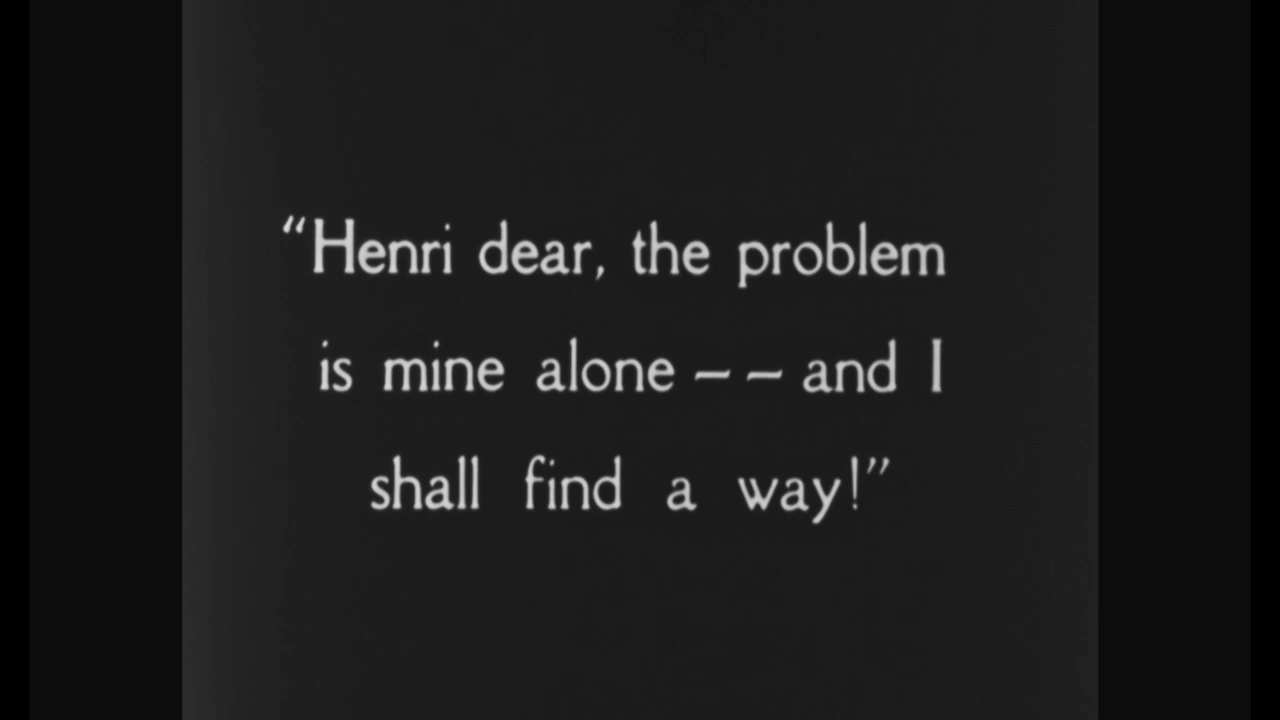 “Henri dear, the problem
is mine alone – – and I
shall find a way!”